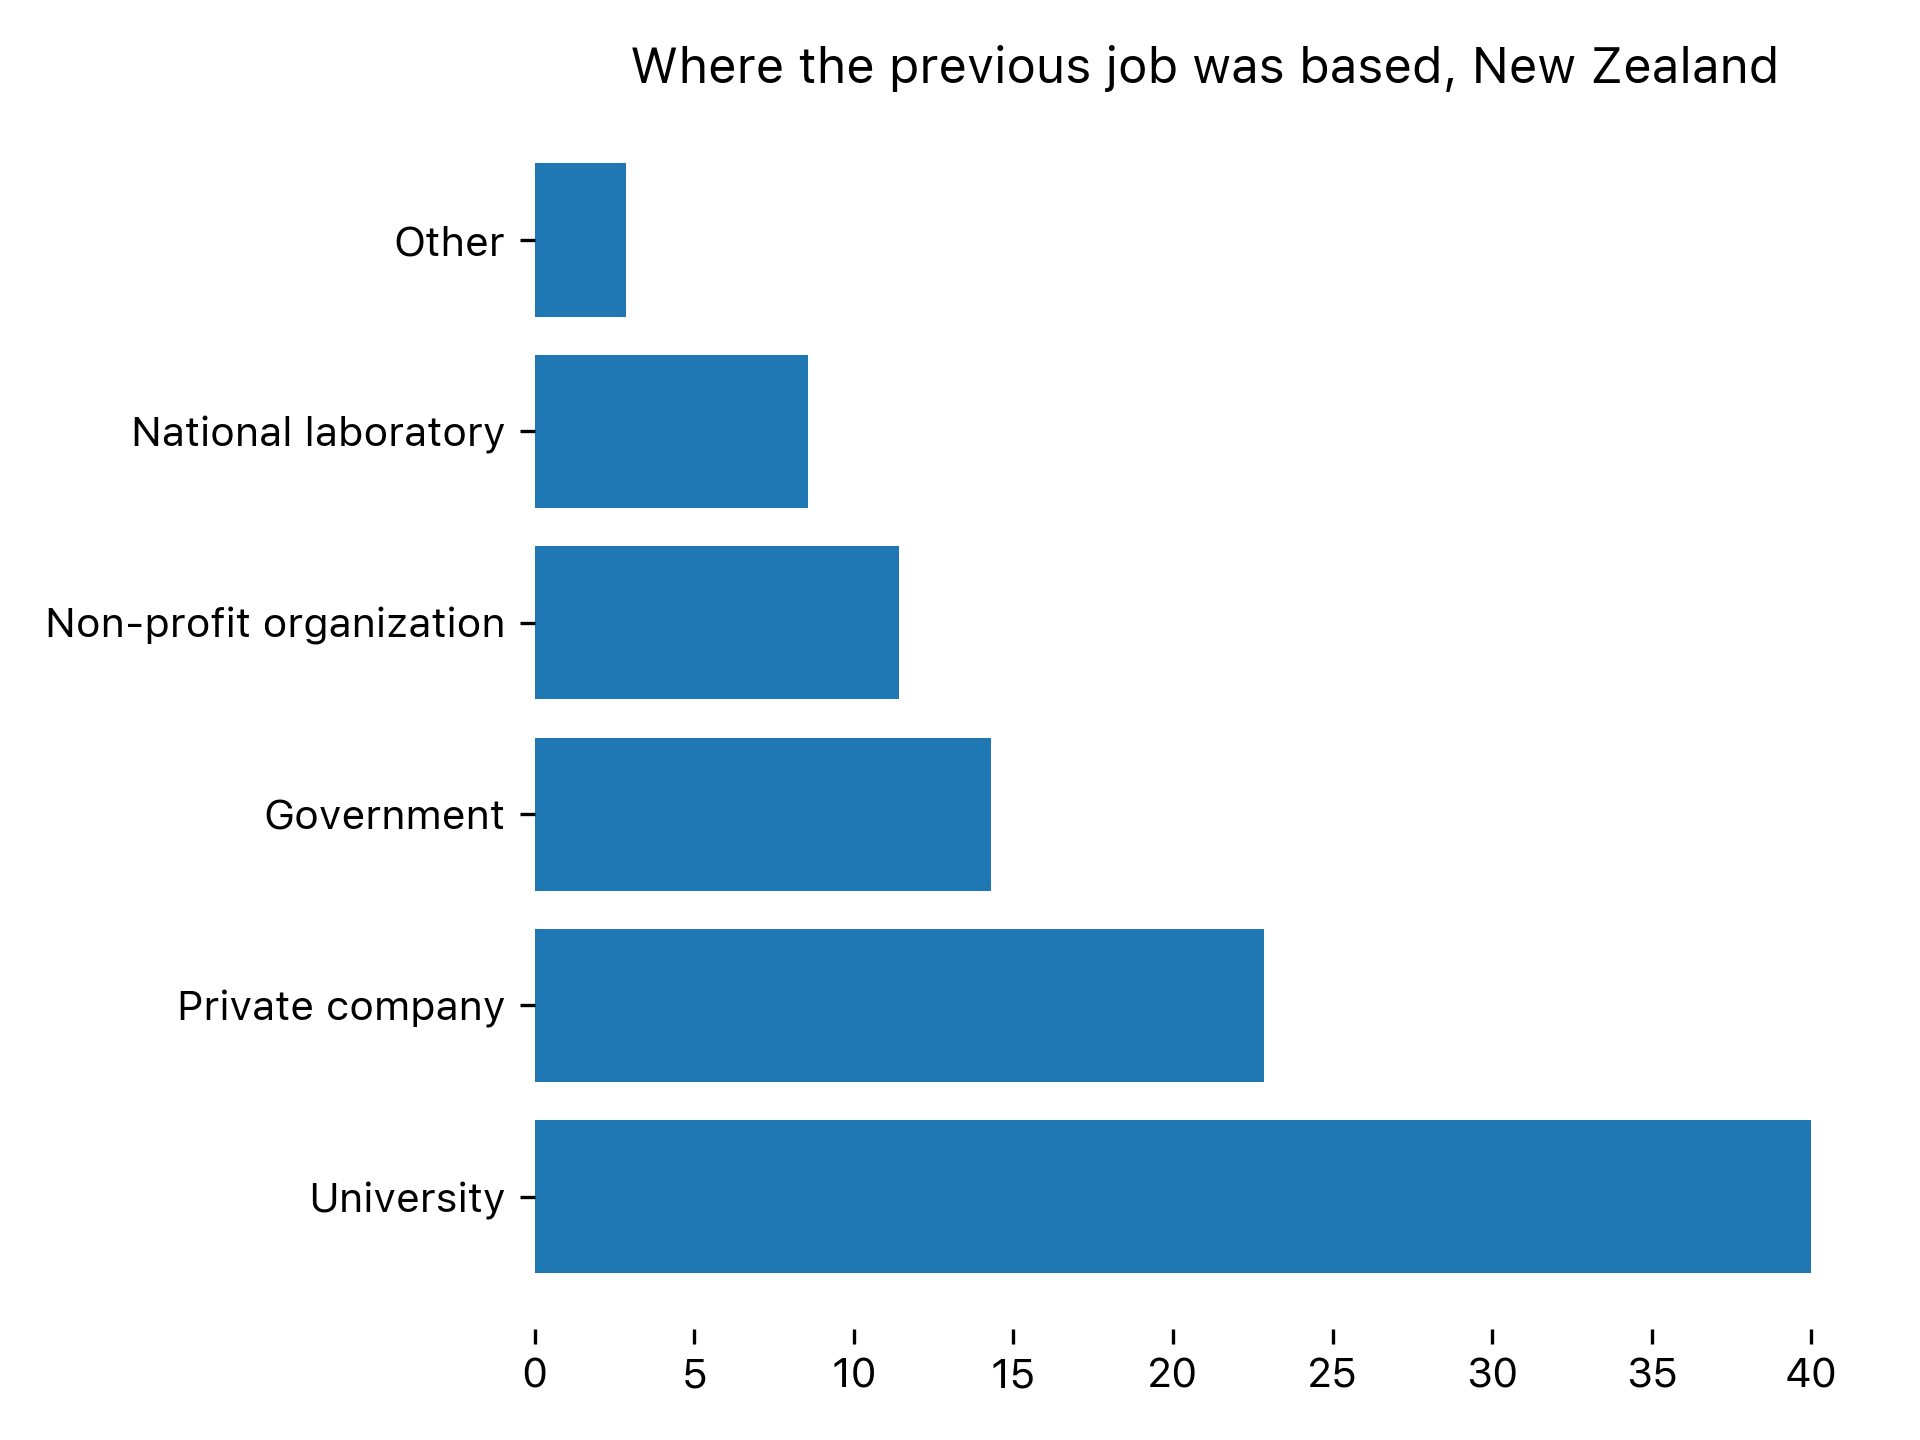 Where the previous job was based, New Zealand
Other
National laboratory
Non-profit organization
Government
Private company
University
0 5 10 15 20 25 30 35 40